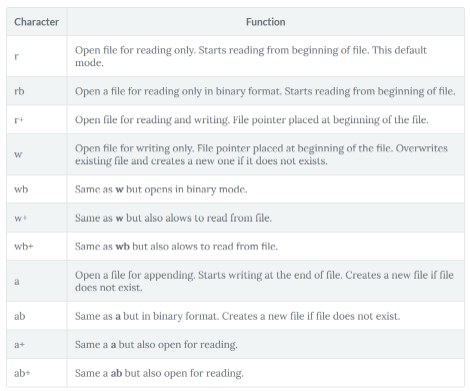 Character Function
r Open file for reading only. Starts reading from beginning of file. This default
mode.
rb Open a file for reading only in binary format. Starts reading from beginning of file.
r+ Open file for reading and writing. File pointer placed at beginning of the file.
w Open file for writing only. File pointer placed at beginning of the file. Overwrites
existing file and creates a new one if it does not exists.
wb Same as w but opens in binary mode.
w+ Same as w but also alows to read from file.
wb+ Same as wb but also alows to read from file.
a Open a file for appending. Starts writing at the end of file. Creates a new file if file
does not exist.
ab Same as a but in binary format. Creates a new file if file does not exist.
a+ Same a a but also open for reading.
ab+ Same a ab but also open for reading.